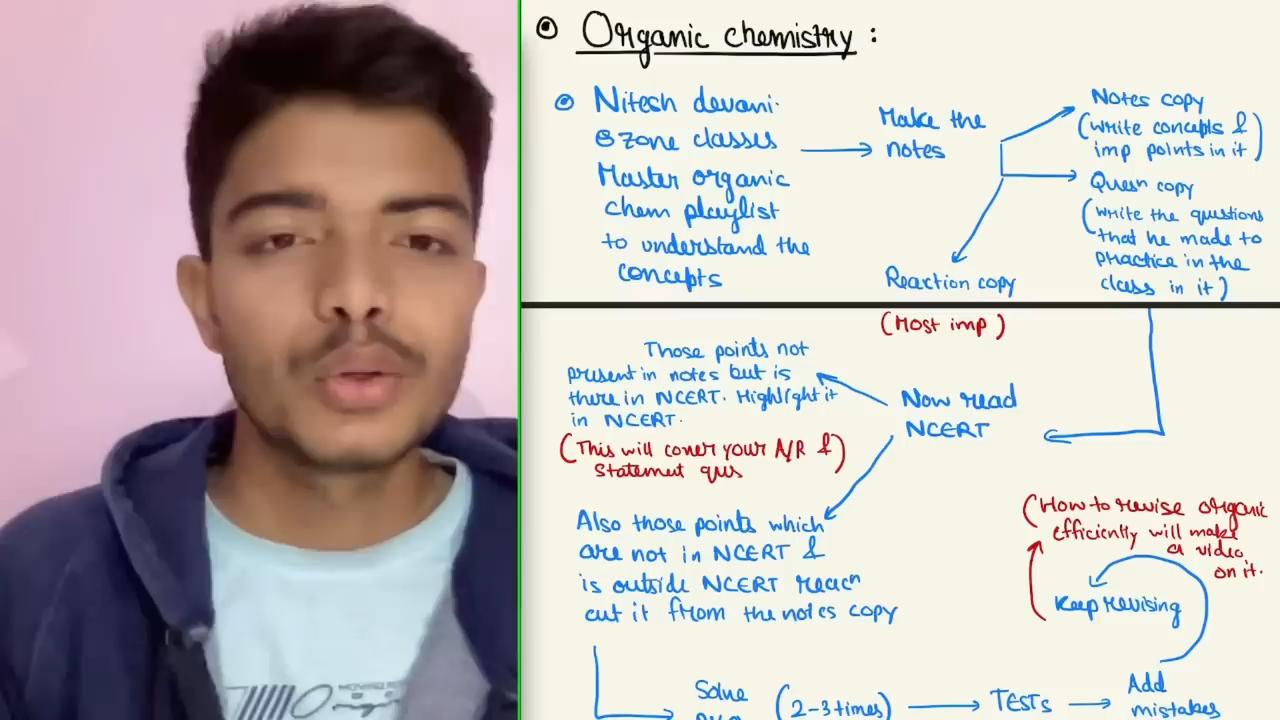 Organic chemistry :
Nitesh devani
Ozone classes
Master organic
chem playlist
to understand the
concepts
Make the
notes
Notes copy
(write concepts &
imp points in it)
Quesn copy
(write the questions
that he made to
practice in the
class in it)
Reaction copy
(Most imp)
Those points not
present in notes but is
there in NCERT. Highlight it
in NCERT.
(This will cover your A/R &
Statement qus)
Now read
NCERT
Also those points which
are not in NCERT &
is outside NCERT reach
cut it from the notes copy
(How to revise organic
efficiently will make
a video
on it.
Keep revising
Solve
(2-3 times)
TESTS
Add
mistakes